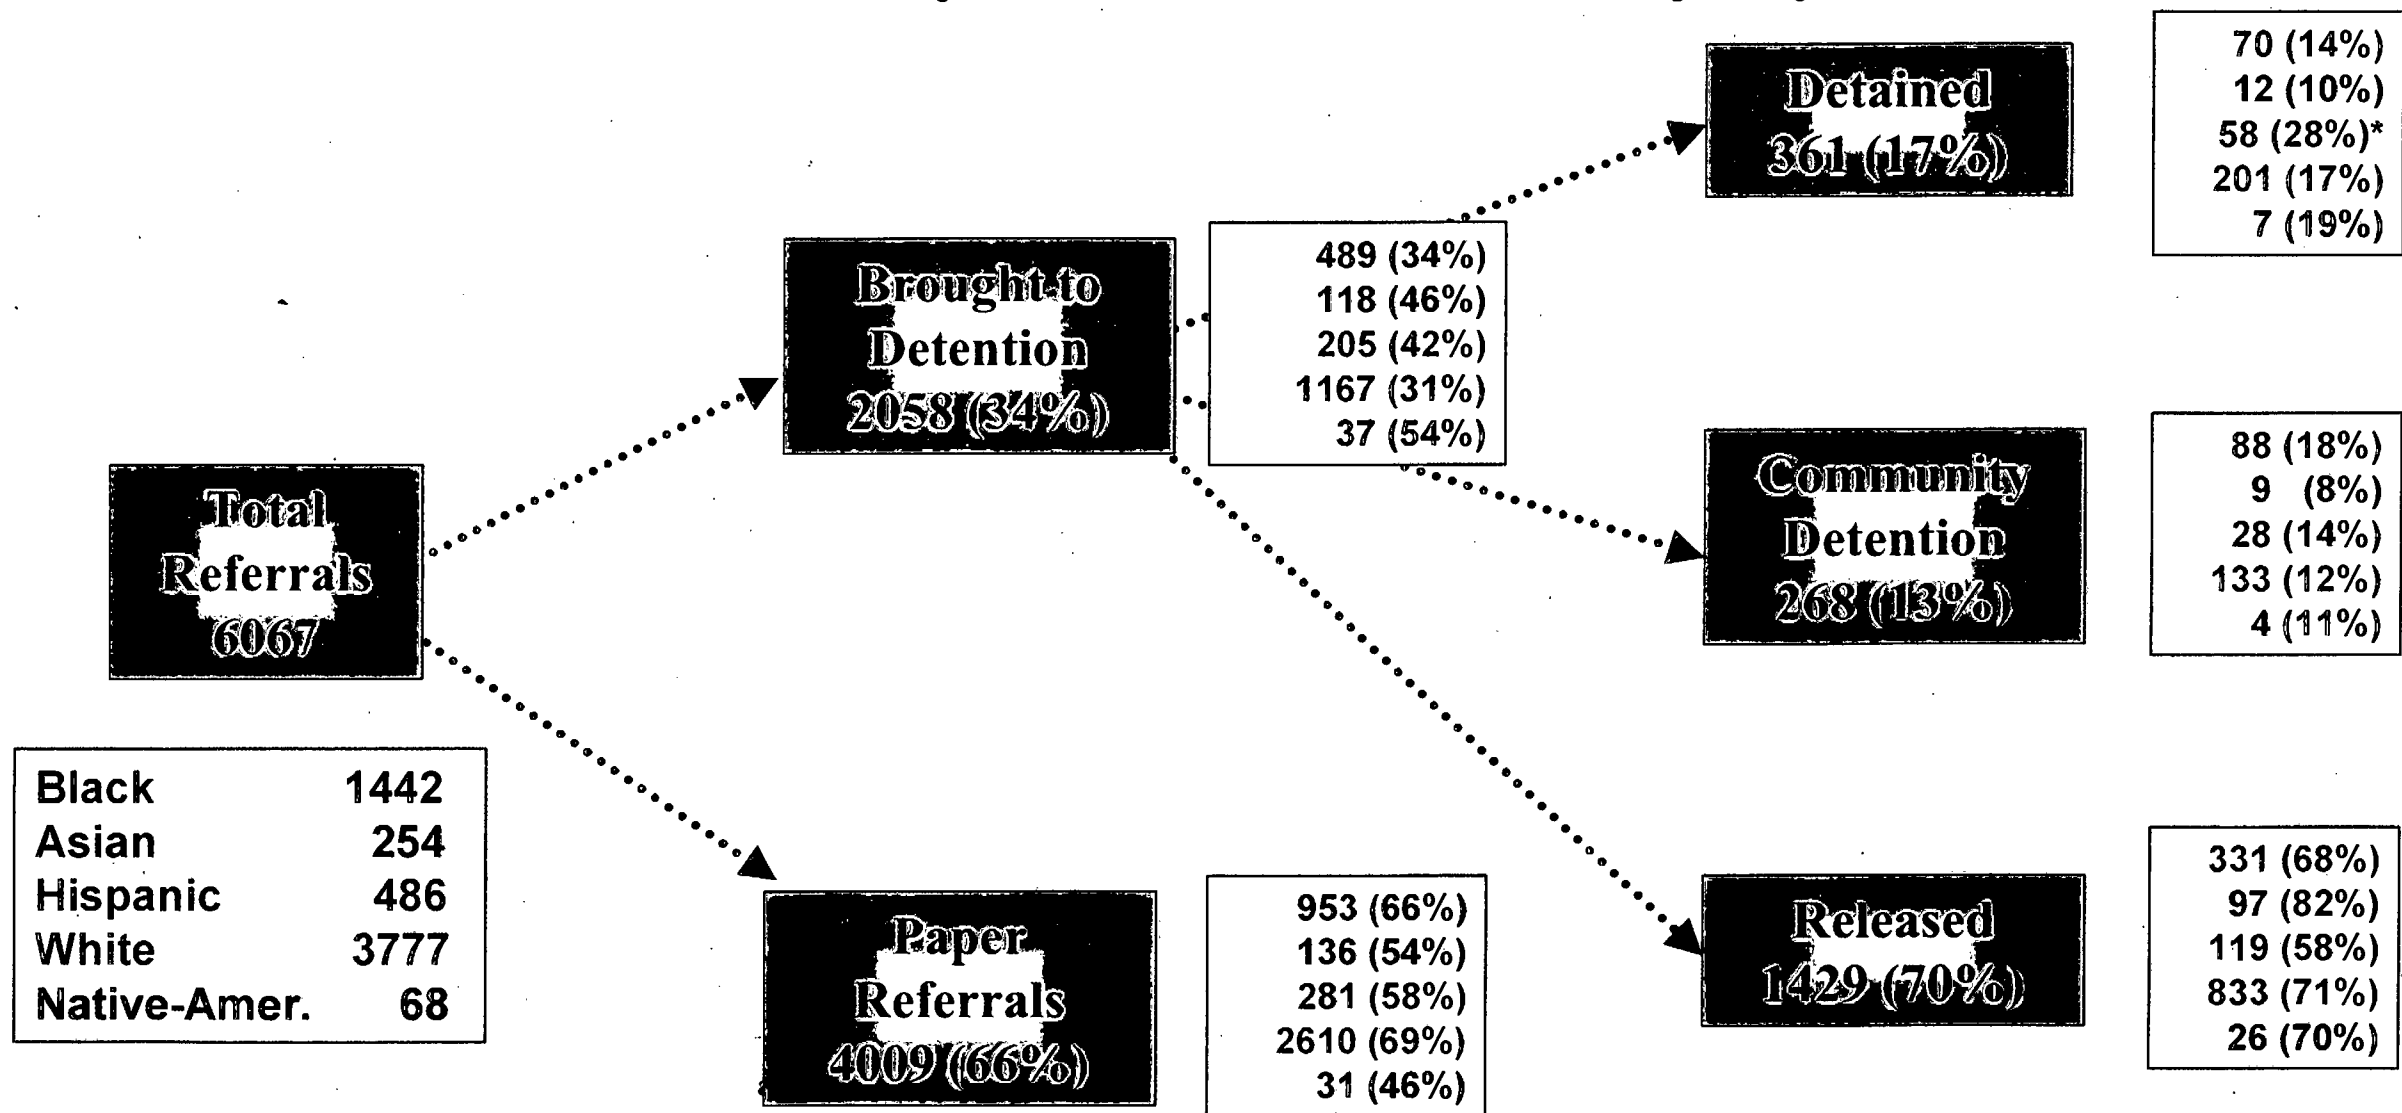 Total
Referrals
6067
Black 1442
Asian 254
Hispanic 486
White 3777
Native-Amer. 68
Brought to
Detention
2058 (34%)
489 (34%)
118 (46%)
205 (42%)
1167 (31%)
37 (54%)
Paper
Referrals
4009 (66%)
953 (66%)
136 (54%)
281 (58%)
2610 (69%)
31 (46%)
Detained
361 (17%)
70 (14%)
12 (10%)
58 (28%)*
201 (17%)
7 (19%)
Community
Detention
268 (13%)
88 (18%)
9 (8%)
28 (14%)
133 (12%)
4 (11%)
Released
1429 (70%)
331 (68%)
97 (82%)
119 (58%)
833 (71%)
26 (70%)